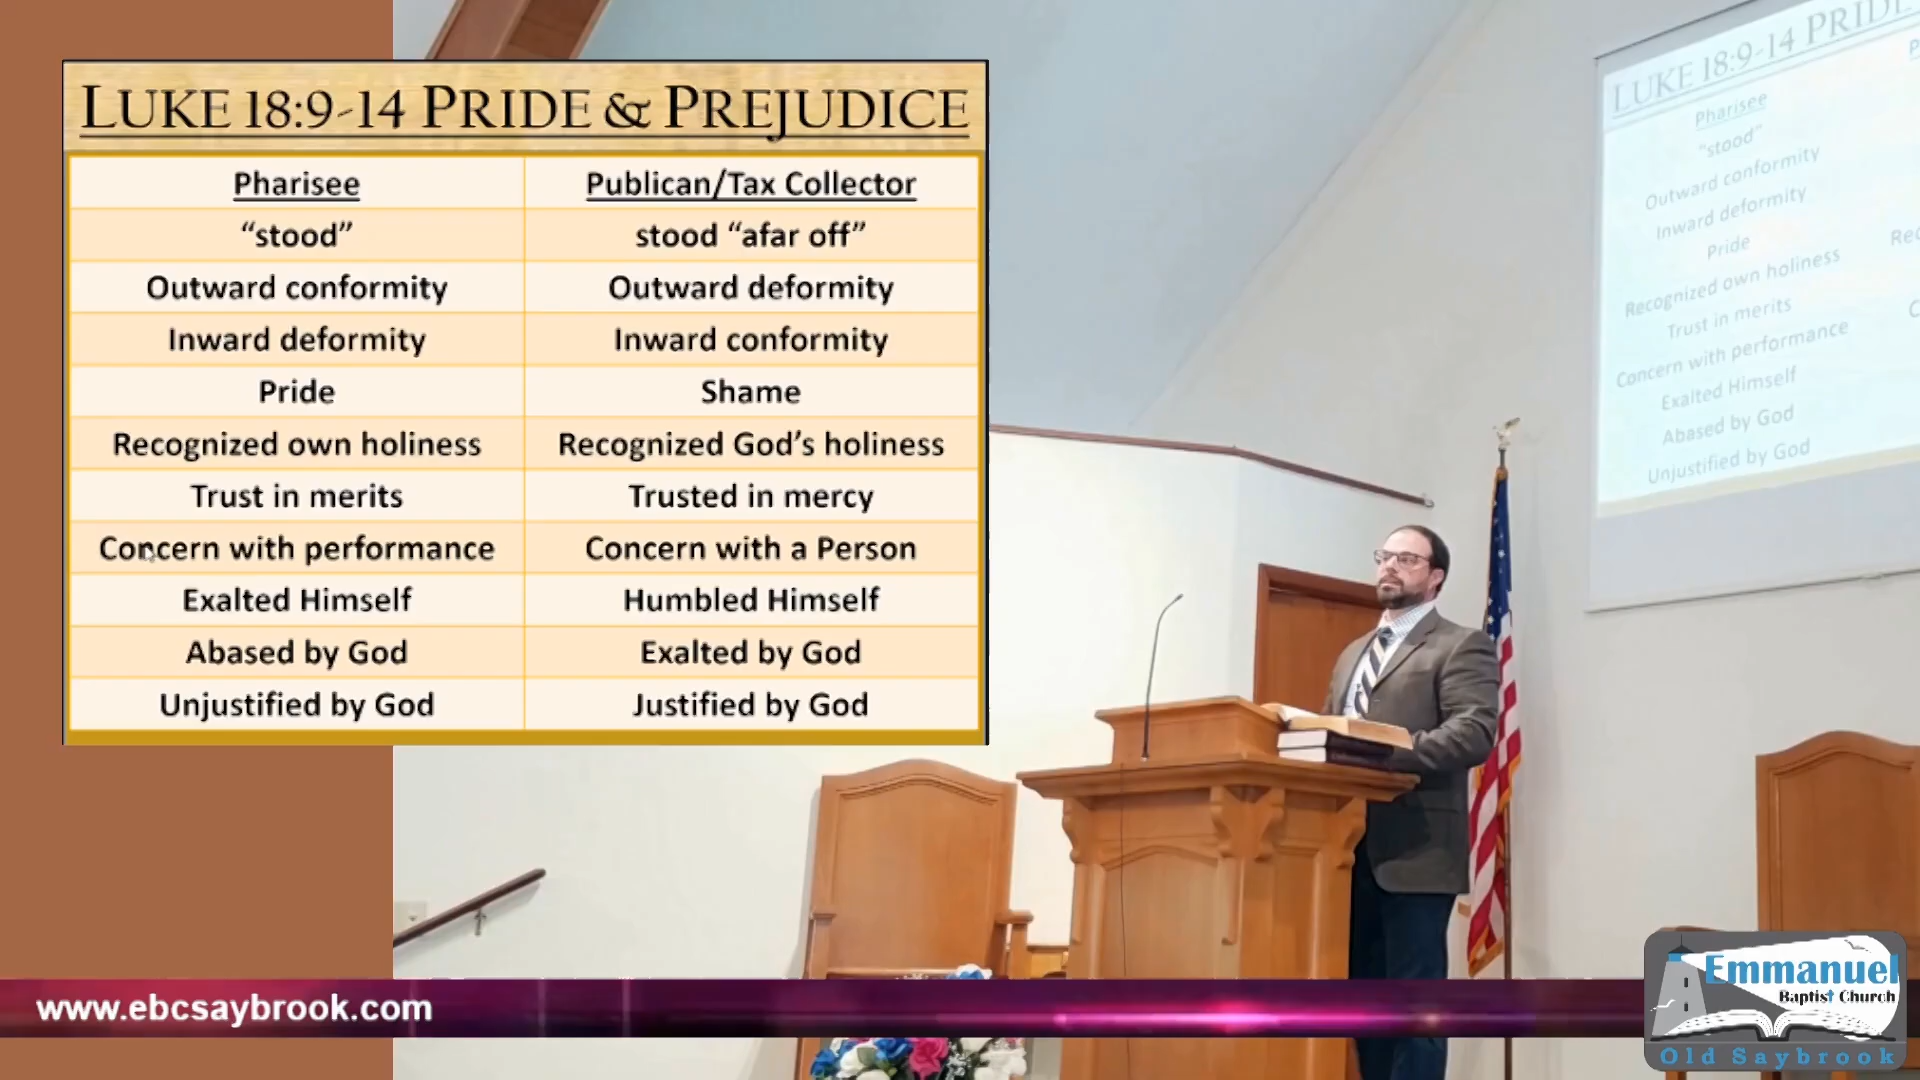 LUKE 18:9-14 PRIDE & PREJUDICE
Pharisee Publican/Tax Collector
“stood” stood “afar off”
Outward conformity Outward deformity
Inward deformity Inward conformity
Pride Shame
Recognized own holiness Recognized God’s holiness
Trust in merits Trusted in mercy
Concern with performance Concern with a Person
Exalted Himself Humbled Himself
Abased by God Exalted by God
Unjustified by God Justified by God
LUKE 18:9-14 PRIDE
Pharisee
“stood”
Outward conformity
Inward deformity
Pride
Recognized own holiness
Trust in merits
Concern with performance
Exalted Himself
Abased by God
Unjustified by God
www.ebcsaybrook.com
Emmanuel
Baptist Church
Old Saybrook